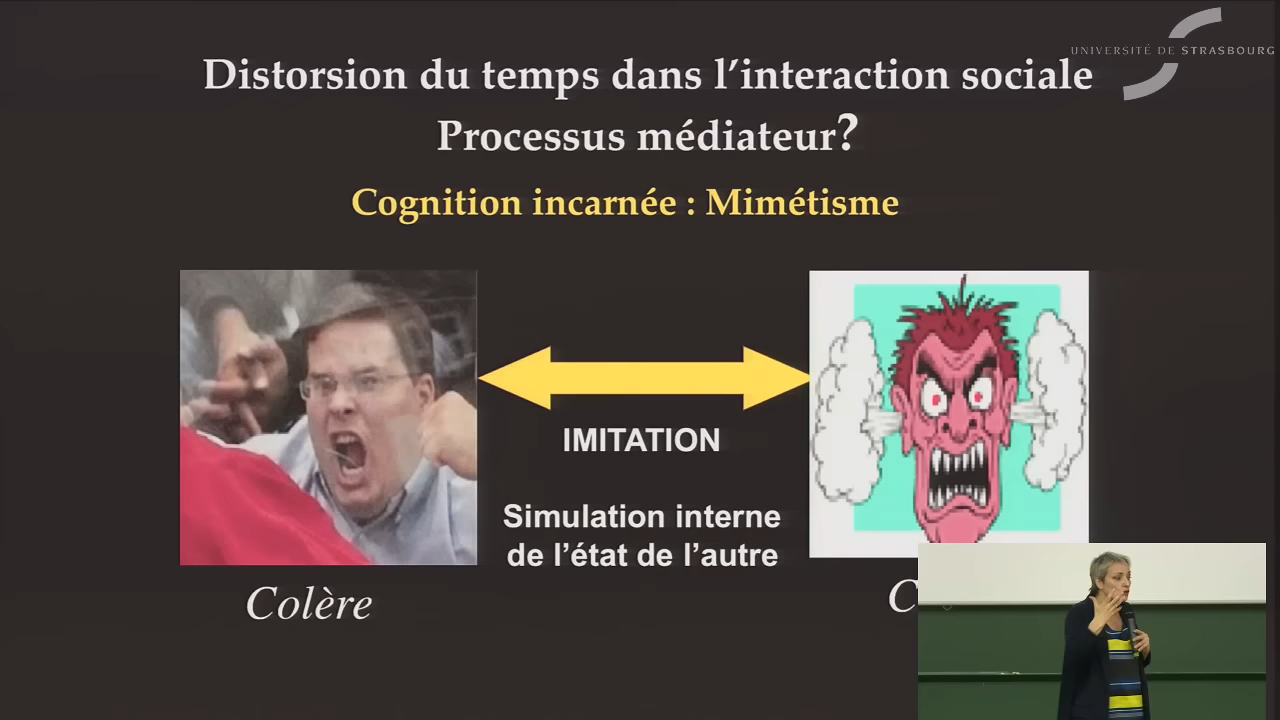 UNIVERSITÉ DE STRASBOURG
Distorsion du temps dans l’interaction sociale
Processus médiateur?
Cognition incarnée : Mimétisme
IMITATION
Simulation interne
de l’état de l’autre
Colère
C